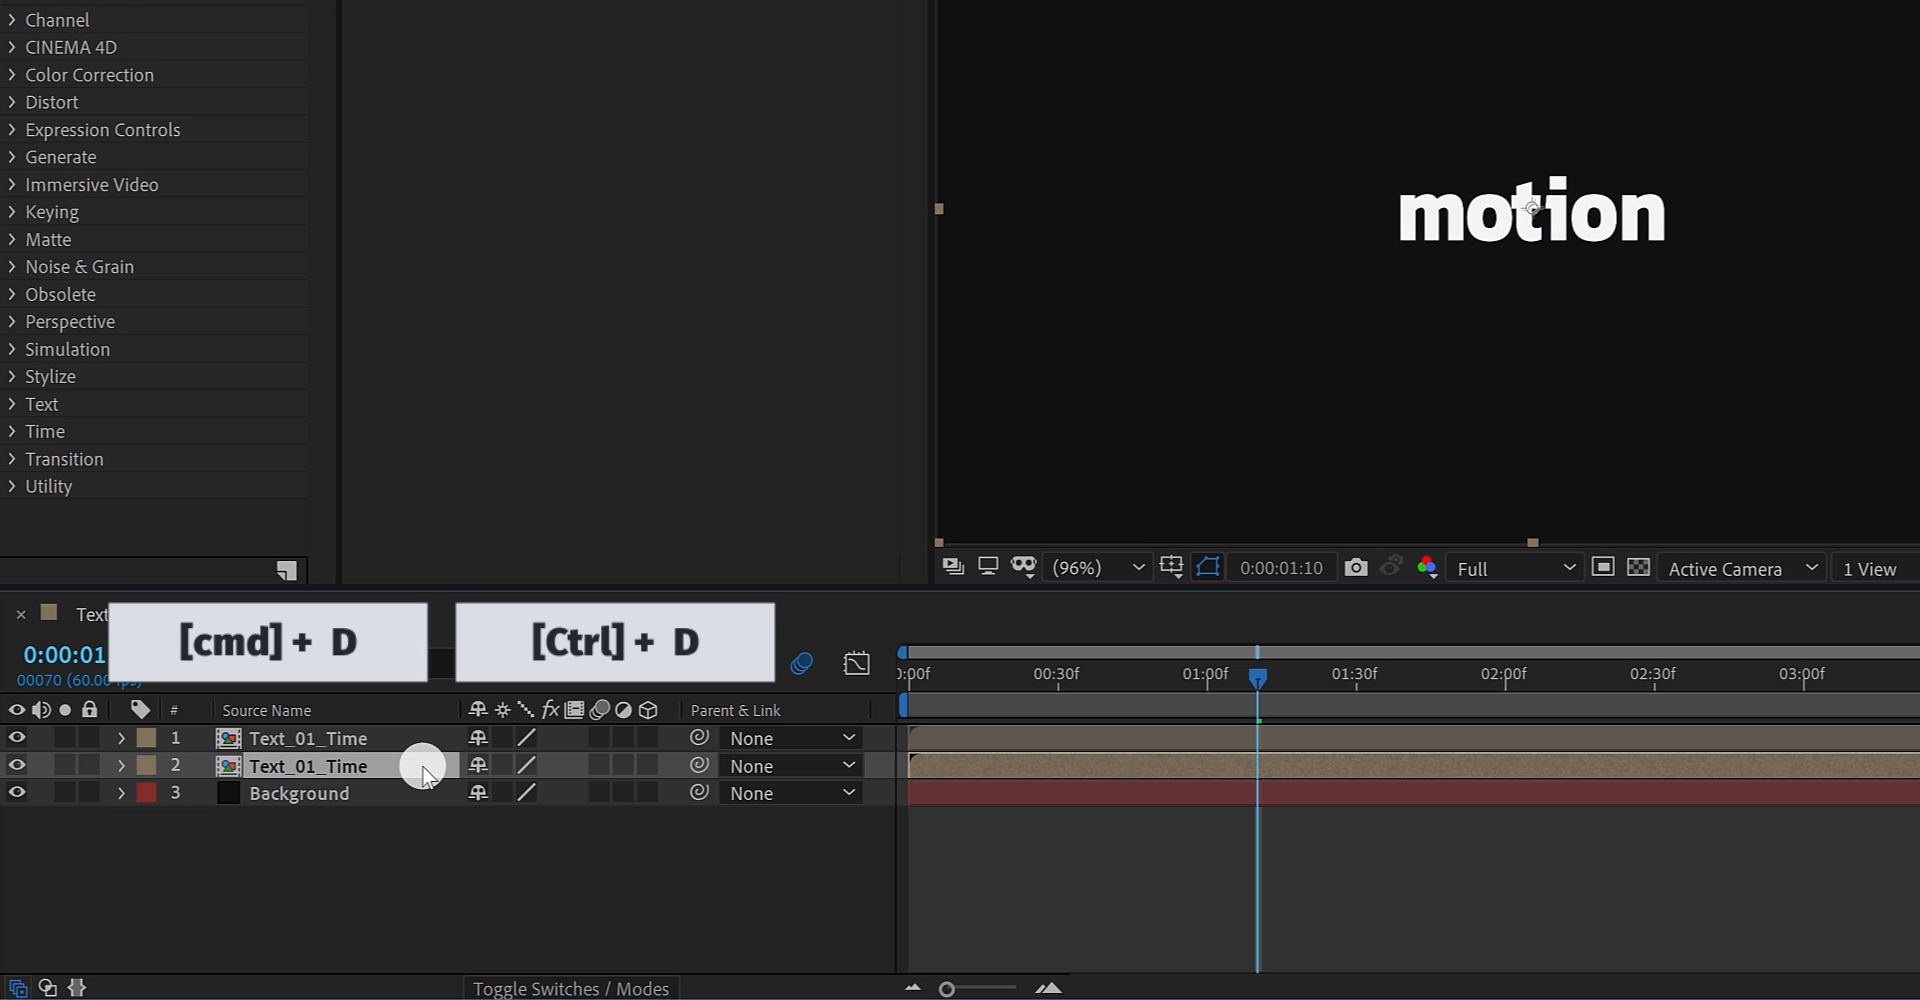 Channel
CINEMA 4D
Color Correction
Distort
Expression Controls
Generate
Immersive Video
Keying
Matte
Noise & Grain
Obsolete
Perspective
Simulation
Stylize
Text
Time
Transition
Utility
motion
(96%) 0:00:01:10 Full Active Camera 1 View
Text
[cmd] + D [Ctrl] + D
0:00:01
00070 (60.00 fps)
:00f 00:30f 01:00f 01:30f 02:00f 02:30f 03:00f
# Source Name fx Parent & Link
1 Text_01_Time None
2 Text_01_Time None
3 Background None
Toggle Switches / Modes